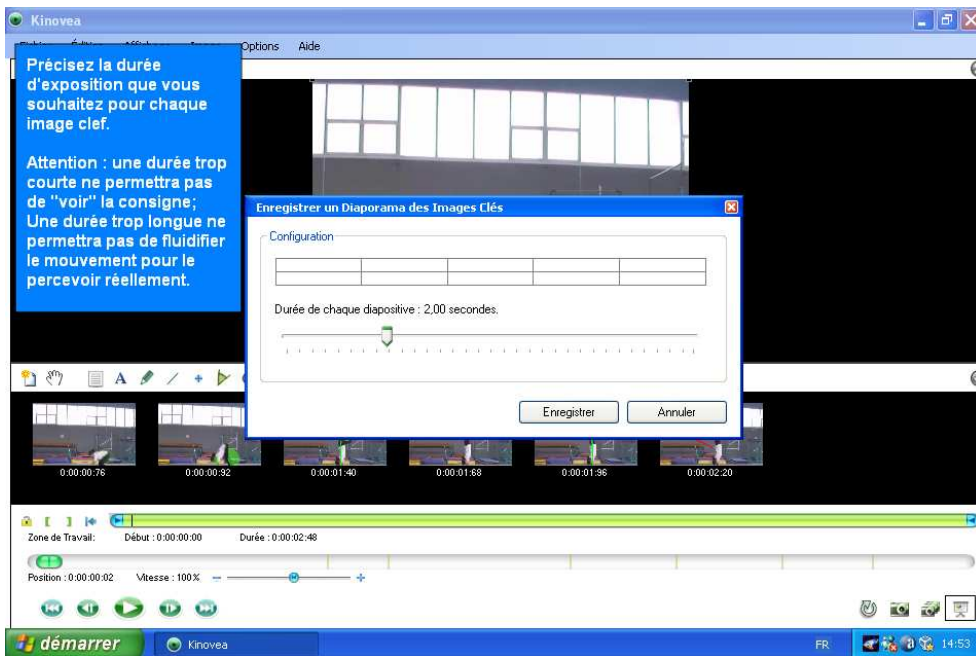 Kinovea
Options Aide
Précisez la durée
d'exposition que vous
souhaitez pour chaque
image clef.
Attention : une durée trop
courte ne permettra pas
de "voir" la consigne;
Une durée trop longue ne
permettra pas de fluidifier
le mouvement pour le
percevoir réellement.
Enregistrer un Diaporama des Images Clés
Configuration
Durée de chaque diapositive : 2,00 secondes.
Enregistrer Annuler
0:00:00:76 0:00:00:92 0:00:01:40 0:00:01:68 0:00:01:96 0:00:02:20
Zone de Travail: Début : 0:00:00:00 Durée : 0:00:02:48
Position : 0:00:00:02 Vitesse : 100%
démarrer Kinovea FR 14:53